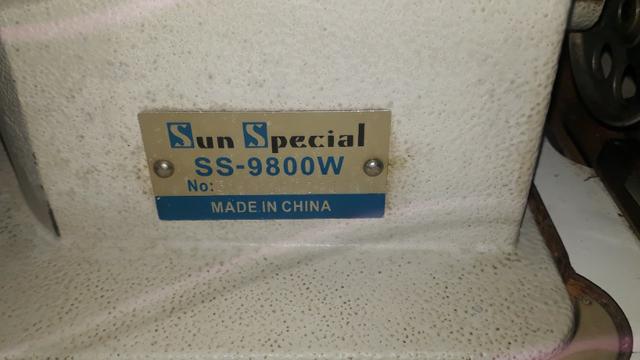 Sun Special
SS-9800W
No:
MADE IN CHINA